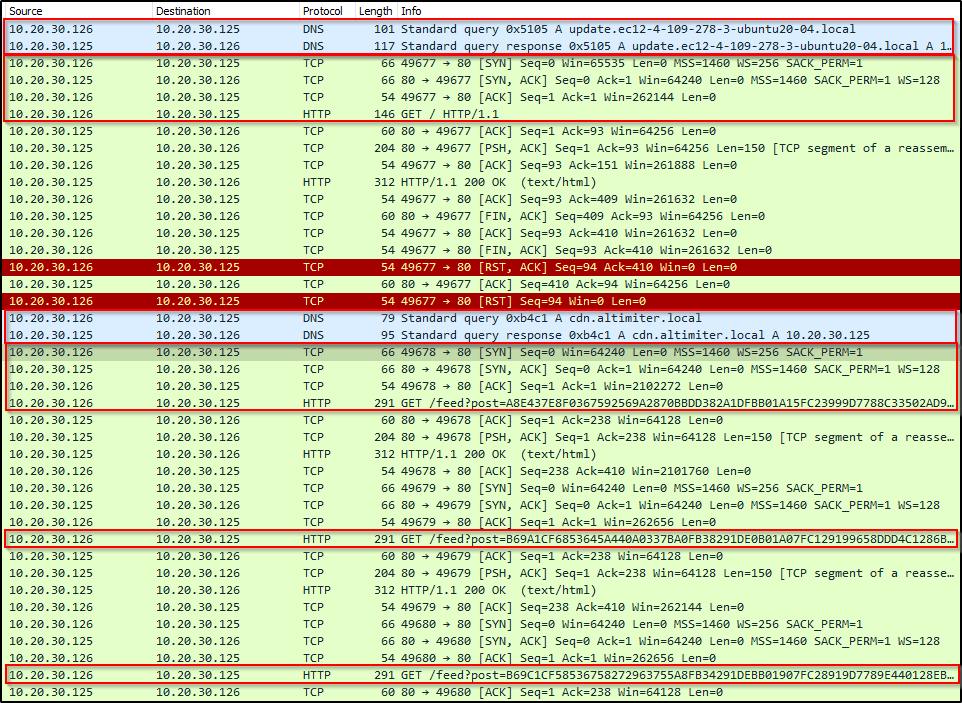 Source Destination Protocol Length Info
10.20.30.126 10.20.30.125 DNS 101 Standard query 0x5105 A update.ec12-4-109-278-3-ubuntu20-04.local
10.20.30.125 10.20.30.126 DNS 117 Standard query response 0x5105 A update.ec12-4-109-278-3-ubuntu20-04.local A 1…
10.20.30.126 10.20.30.125 TCP 66 49677 → 80 [SYN] Seq=0 Win=65535 Len=0 MSS=1460 WS=256 SACK_PERM=1
10.20.30.125 10.20.30.126 TCP 66 80 → 49677 [SYN, ACK] Seq=0 Ack=1 Win=64240 Len=0 MSS=1460 SACK_PERM=1 WS=128
10.20.30.126 10.20.30.125 TCP 54 49677 → 80 [ACK] Seq=1 Ack=1 Win=262144 Len=0
10.20.30.126 10.20.30.125 HTTP 146 GET / HTTP/1.1
10.20.30.125 10.20.30.126 TCP 60 80 → 49677 [ACK] Seq=1 Ack=93 Win=64256 Len=0
10.20.30.125 10.20.30.126 TCP 204 80 → 49677 [PSH, ACK] Seq=1 Ack=93 Win=64256 Len=150 [TCP segment of a reassem…
10.20.30.126 10.20.30.125 TCP 54 49677 → 80 [ACK] Seq=93 Ack=151 Win=261888 Len=0
10.20.30.125 10.20.30.126 HTTP 312 HTTP/1.1 200 OK (text/html)
10.20.30.126 10.20.30.125 TCP 54 49677 → 80 [ACK] Seq=93 Ack=409 Win=261632 Len=0
10.20.30.125 10.20.30.126 TCP 60 80 → 49677 [FIN, ACK] Seq=409 Ack=93 Win=64256 Len=0
10.20.30.126 10.20.30.125 TCP 54 49677 → 80 [ACK] Seq=93 Ack=410 Win=261632 Len=0
10.20.30.126 10.20.30.125 TCP 54 49677 → 80 [FIN, ACK] Seq=93 Ack=410 Win=261632 Len=0
10.20.30.126 10.20.30.125 TCP 54 49677 → 80 [RST, ACK] Seq=94 Ack=410 Win=0 Len=0
10.20.30.125 10.20.30.126 TCP 60 80 → 49677 [ACK] Seq=410 Ack=94 Win=64256 Len=0
10.20.30.126 10.20.30.125 TCP 54 49677 → 80 [RST] Seq=94 Win=0 Len=0
10.20.30.126 10.20.30.125 DNS 79 Standard query 0xb4c1 A cdn.altimiter.local
10.20.30.125 10.20.30.126 DNS 95 Standard query response 0xb4c1 A cdn.altimiter.local A 10.20.30.125
10.20.30.126 10.20.30.125 TCP 66 49678 → 80 [SYN] Seq=0 Win=64240 Len=0 MSS=1460 WS=256 SACK_PERM=1
10.20.30.125 10.20.30.126 TCP 66 80 → 49678 [SYN, ACK] Seq=0 Ack=1 Win=64240 Len=0 MSS=1460 SACK_PERM=1 WS=128
10.20.30.126 10.20.30.125 TCP 54 49678 → 80 [ACK] Seq=1 Ack=1 Win=2102272 Len=0
10.20.30.126 10.20.30.125 HTTP 291 GET /feed?post=A8E437E8F0367592569A2870BBDD382A1DFBB01A15FC23999D7788C33502AD9…
10.20.30.125 10.20.30.126 TCP 60 80 → 49678 [ACK] Seq=1 Ack=238 Win=64128 Len=0
10.20.30.125 10.20.30.126 TCP 204 80 → 49678 [PSH, ACK] Seq=1 Ack=238 Win=64128 Len=150 [TCP segment of a reasse…
10.20.30.125 10.20.30.126 HTTP 312 HTTP/1.1 200 OK (text/html)
10.20.30.126 10.20.30.125 TCP 54 49678 → 80 [ACK] Seq=238 Ack=410 Win=2101760 Len=0
10.20.30.126 10.20.30.125 TCP 66 49679 → 80 [SYN] Seq=0 Win=64240 Len=0 MSS=1460 WS=256 SACK_PERM=1
10.20.30.125 10.20.30.126 TCP 66 80 → 49679 [SYN, ACK] Seq=0 Ack=1 Win=64240 Len=0 MSS=1460 SACK_PERM=1 WS=128
10.20.30.126 10.20.30.125 TCP 54 49679 → 80 [ACK] Seq=1 Ack=1 Win=262656 Len=0
10.20.30.126 10.20.30.125 HTTP 291 GET /feed?post=B69A1CF6853645A440A0337BA0FB38291DE0B01A07FC129199658DDD4C1286B…
10.20.30.125 10.20.30.126 TCP 60 80 → 49679 [ACK] Seq=1 Ack=238 Win=64128 Len=0
10.20.30.125 10.20.30.126 TCP 204 80 → 49679 [PSH, ACK] Seq=1 Ack=238 Win=64128 Len=150 [TCP segment of a reasse…
10.20.30.125 10.20.30.126 HTTP 312 HTTP/1.1 200 OK (text/html)
10.20.30.126 10.20.30.125 TCP 54 49679 → 80 [ACK] Seq=238 Ack=410 Win=262144 Len=0
10.20.30.126 10.20.30.125 TCP 66 49680 → 80 [SYN] Seq=0 Win=64240 Len=0 MSS=1460 WS=256 SACK_PERM=1
10.20.30.125 10.20.30.126 TCP 66 80 → 49680 [SYN, ACK] Seq=0 Ack=1 Win=64240 Len=0 MSS=1460 SACK_PERM=1 WS=128
10.20.30.126 10.20.30.125 TCP 54 49680 → 80 [ACK] Seq=1 Ack=1 Win=262656 Len=0
10.20.30.126 10.20.30.125 HTTP 291 GET /feed?post=B69C1CF58536758272963755A8FB34291DEBB01907FC28919D7789E440128EB…
10.20.30.125 10.20.30.126 TCP 60 80 → 49680 [ACK] Seq=1 Ack=238 Win=64128 Len=0